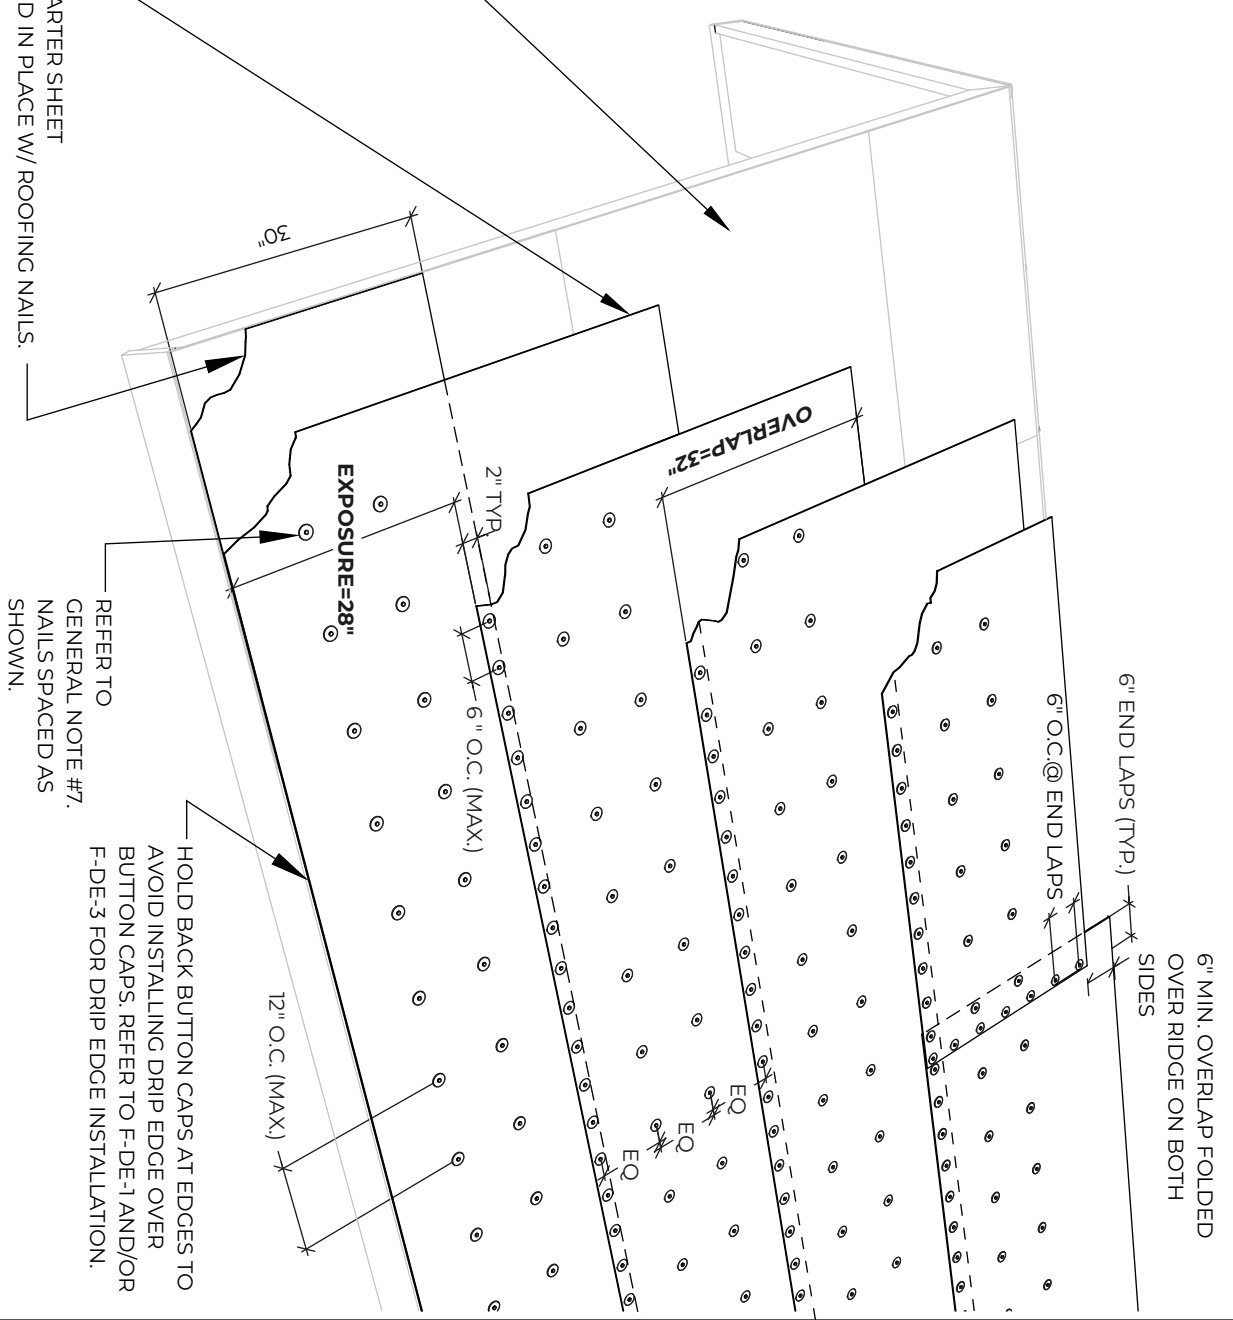 ARTER SHEET
D IN PLACE W/ ROOFING NAILS.
30"
EXPOSURE=28"
2" TYP.
OVERLAP=32"
6" O.C. (MAX.)
REFER TO
GENERAL NOTE #7.
NAILS SPACED AS
SHOWN.
HOLD BACK BUTTON CAPS AT EDGES TO
AVOID INSTALLING DRIP EDGE OVER
BUTTON CAPS. REFER TO F-DE-1 AND/OR
F-DE-3 FOR DRIP EDGE INSTALLATION.
12" O.C. (MAX.)
EQ
EQ
EQ
6" END LAPS (TYP.)
6" O.C.@ END LAPS
6" MIN. OVERLAP FOLDED
OVER RIDGE ON BOTH
SIDES